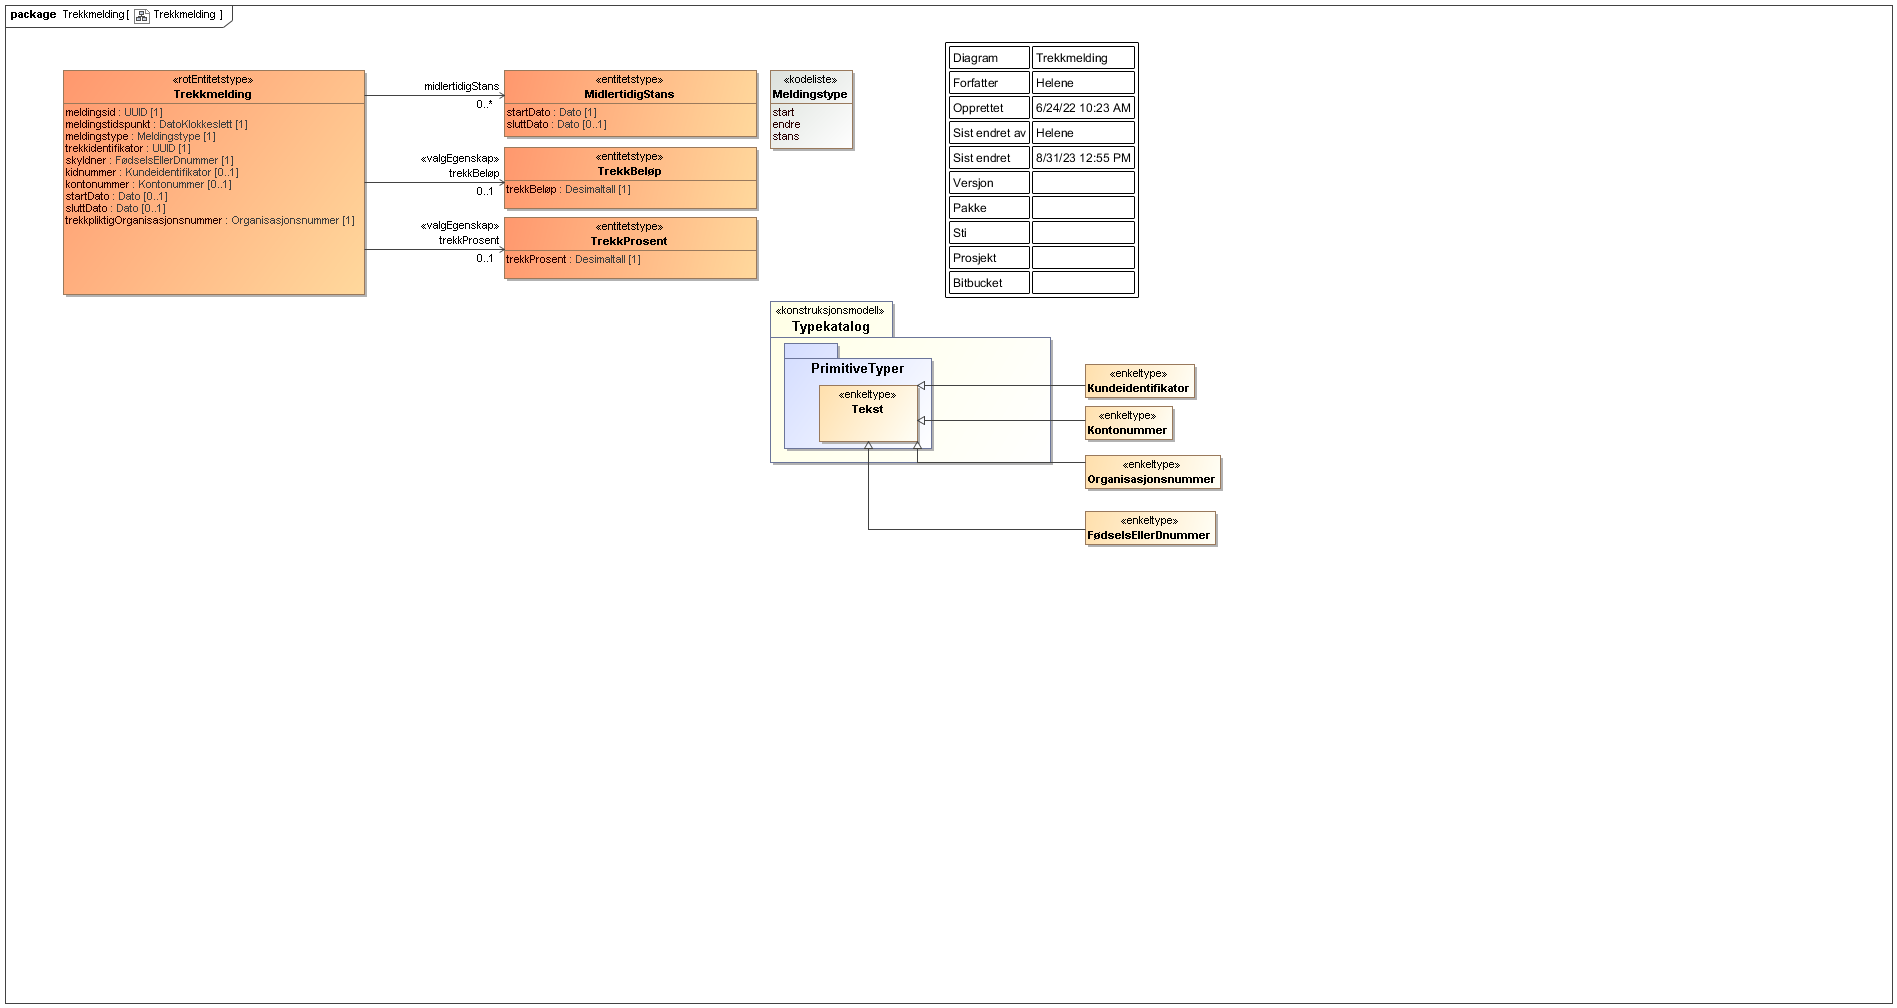 package Trekkmelding [ Trekkmelding ]
«rotEntitetstype»
Trekkmelding
meldingsid : UUID [1]
meldingstidspunkt : DatoKlokkeslett [1]
meldingstype : Meldingstype [1]
trekkidentifikator : UUID [1]
skyldner : FødselsEllerDnummer [1]
kidnummer : Kundeidentifikator [0..1]
kontonummer : Kontonummer [0..1]
startDato : Dato [0..1]
sluttDato : Dato [0..1]
trekkpliktigOrganisasjonsnummer : Organisasjonsnummer [1]
midlertidigStans
0..*
«valgEgenskap»
trekkBeløp
0..1
«valgEgenskap»
trekkProsent
0..1
«entitetstype»
MidlertidigStans
startDato : Dato [1]
sluttDato : Dato [0..1]
«entitetstype»
TrekkBeløp
trekkBeløp : Desimaltall [1]
«entitetstype»
TrekkProsent
trekkProsent : Desimaltall [1]
«kodeliste»
Meldingstype
start
endre
stans
Diagram Trekkmelding
Forfatter Helene
Opprettet 6/24/22 10:23 AM
Sist endret av Helene
Sist endret 8/31/23 12:55 PM
Versjon
Pakke
Sti
Prosjekt
Bitbucket
«konstruksjonsmodell»
Typekatalog
PrimitiveTyper
«enkeltype»
Tekst
«enkeltype»
Kundeidentifikator
«enkeltype»
Kontonummer
«enkeltype»
Organisasjonsnummer
«enkeltype»
FødselsEllerDnummer